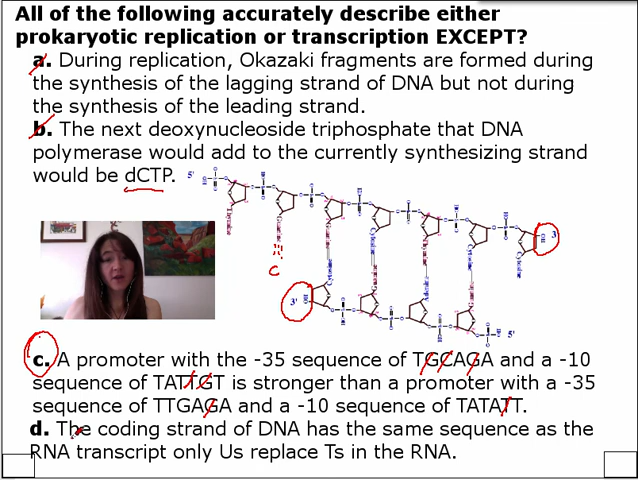 All of the following accurately describe either
prokaryotic replication or transcription EXCEPT?
a. During replication, Okazaki fragments are formed during
the synthesis of the lagging strand of DNA but not during
the synthesis of the leading strand.
b. The next deoxynucleoside triphosphate that DNA
polymerase would add to the currently synthesizing strand
would be dCTP.
5'
3'
C
3'
5'
c. A promoter with the -35 sequence of TGCAGA and a -10
sequence of TATTGT is stronger than a promoter with a -35
sequence of TTGAGA and a -10 sequence of TATATT.
d. The coding strand of DNA has the same sequence as the
RNA transcript only Us replace Ts in the RNA.